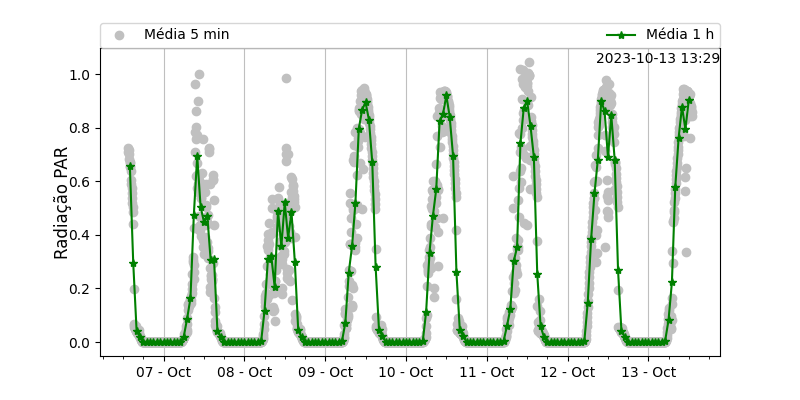 Média 5 min
Média 1 h
2023-10-13 13:29
Radiação PAR
1.0
0.8
0.6
0.4
0.2
0.0
07 - Oct
08 - Oct
09 - Oct
10 - Oct
11 - Oct
12 - Oct
13 - Oct